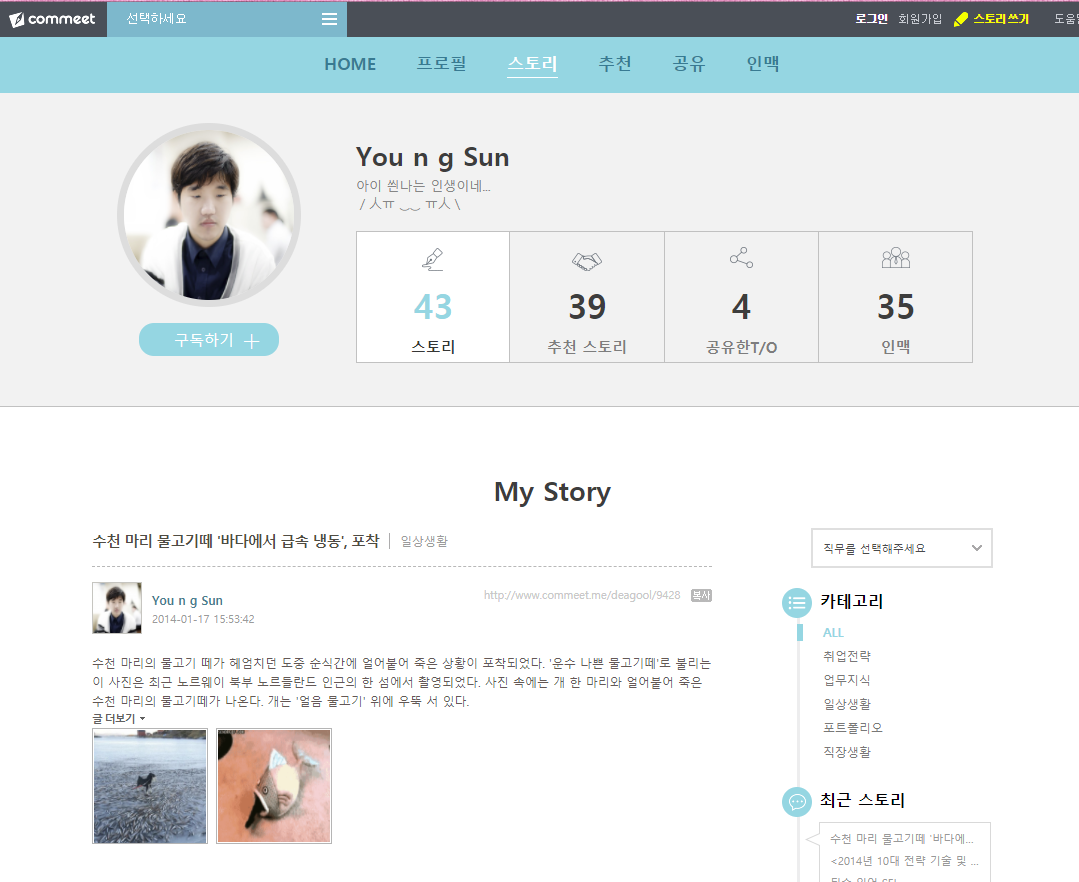 commeet
선택하세요
로그인 회원가입 스토리쓰기
HOME 프로필 스토리 추천 공유 인맥
You n g Sun
아이 씐나는 인생이네...
/ 人ㅠ ‿‿ ㅠ人 \
구독하기
43 39 4 35
스토리 추천 스토리 공유한T/O 인맥
My Story
수천 마리 물고기떼 '바다에서 급속 냉동', 포착 | 일상생활
직무를 선택해주세요
You n g Sun
http://www.commeet.me/deagool/9428 복사
2014-01-17 15:53:42
수천 마리의 물고기 떼가 헤엄치던 도중 순식간에 얼어붙어 죽은 상황이 포착되었다. '운수 나쁜 물고기떼'로 불리는
이 사진은 최근 노르웨이 북부 노르들란드 인근의 한 섬에서 촬영되었다. 사진 속에는 개 한 마리와 얼어붙어 죽은
수천 마리의 물고기떼가 나온다. 개는 '얼음 물고기' 위에 우뚝 서 있다.
글 더보기
카테고리
ALL
취업전략
업무지식
일상생활
포트폴리오
직장생활
최근 스토리
수천 마리 물고기떼 '바다에...
<2014년 10대 전략 기술 및 ...